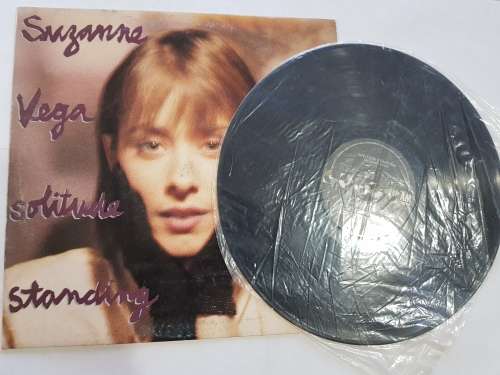 Suzanne
Vega
solitude
standing